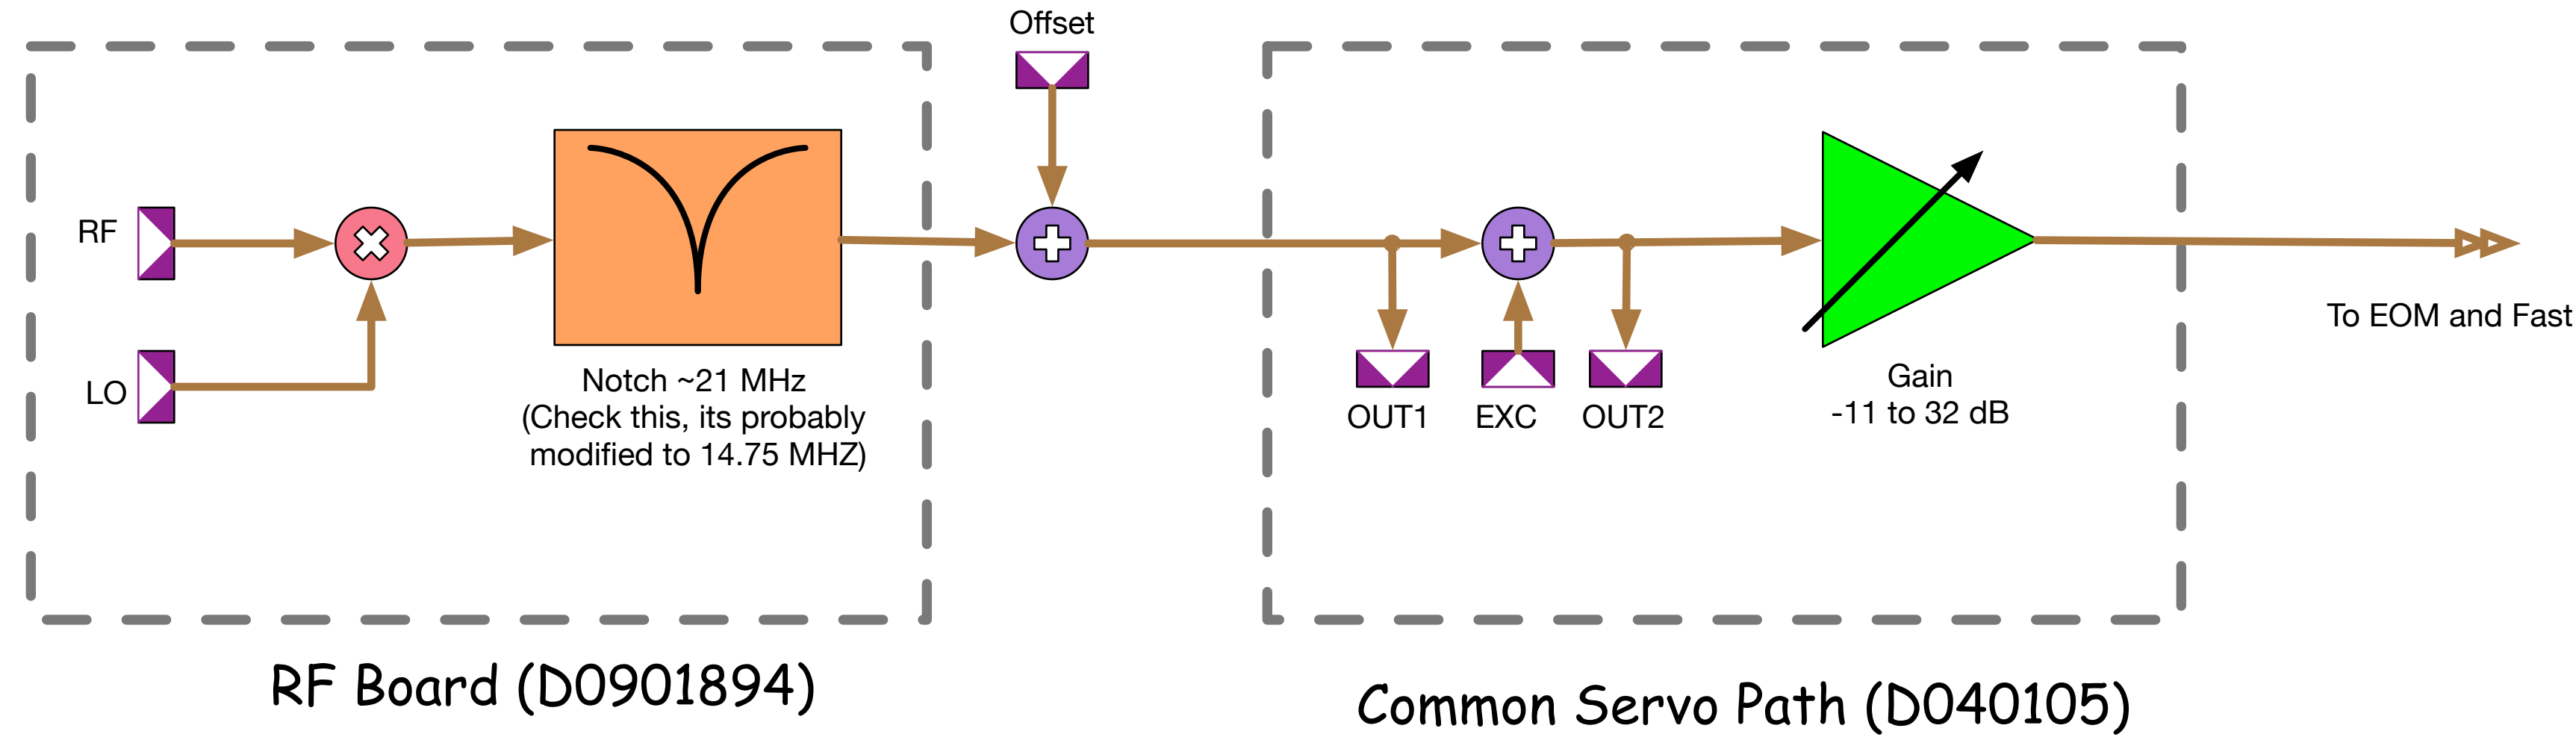 Offset
RF
LO
Notch ~21 MHz
(Check this, its probably
modified to 14.75 MHZ)
OUT1
EXC
OUT2
Gain
-11 to 32 dB
To EOM and Fast
RF Board (D0901894)
Common Servo Path (D040105)